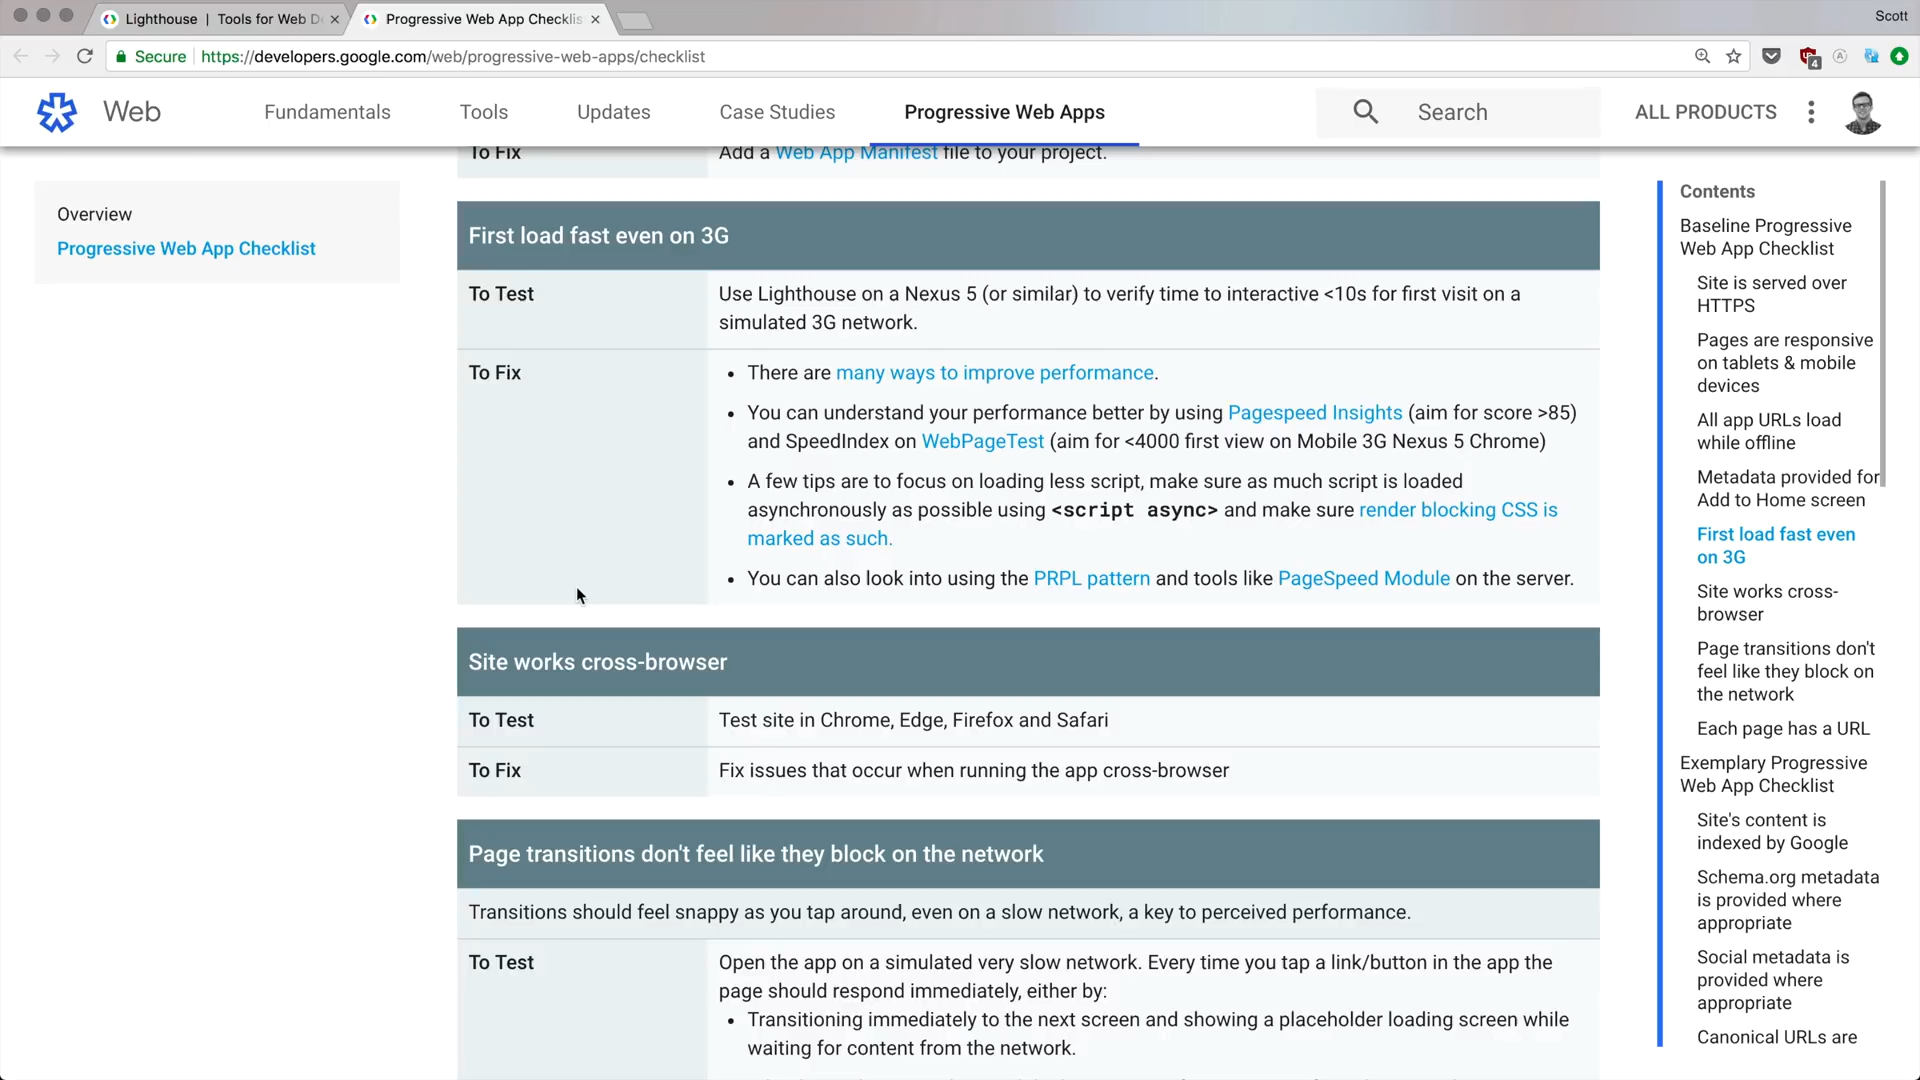 Lighthouse | Tools for Web D
Progressive Web App Checklis
Scott
Secure
https://developers.google.com/web/progressive-web-apps/checklist
4
Web
Fundamentals
Tools
Updates
Case Studies
Progressive Web Apps
Search
ALL PRODUCTS
Overview
Progressive Web App Checklist
To Fix
Add a Web App Manifest file to your project.
First load fast even on 3G
To Test
Use Lighthouse on a Nexus 5 (or similar) to verify time to interactive <10s for first visit on a
simulated 3G network.
To Fix
• There are many ways to improve performance.
• You can understand your performance better by using Pagespeed Insights (aim for score >85)
and SpeedIndex on WebPageTest (aim for <4000 first view on Mobile 3G Nexus 5 Chrome)
• A few tips are to focus on loading less script, make sure as much script is loaded
asynchronously as possible using <script async> and make sure render blocking CSS is
marked as such.
• You can also look into using the PRPL pattern and tools like PageSpeed Module on the server.
Site works cross-browser
To Test
Test site in Chrome, Edge, Firefox and Safari
To Fix
Fix issues that occur when running the app cross-browser
Page transitions don't feel like they block on the network
Transitions should feel snappy as you tap around, even on a slow network, a key to perceived performance.
To Test
Open the app on a simulated very slow network. Every time you tap a link/button in the app the
page should respond immediately, either by:
• Transitioning immediately to the next screen and showing a placeholder loading screen while
waiting for content from the network.
Contents
Baseline Progressive
Web App Checklist
Site is served over
HTTPS
Pages are responsive
on tablets & mobile
devices
All app URLs load
while offline
Metadata provided for
Add to Home screen
First load fast even
on 3G
Site works cross-
browser
Page transitions don't
feel like they block on
the network
Each page has a URL
Exemplary Progressive
Web App Checklist
Site's content is
indexed by Google
Schema.org metadata
is provided where
appropriate
Social metadata is
provided where
appropriate
Canonical URLs are